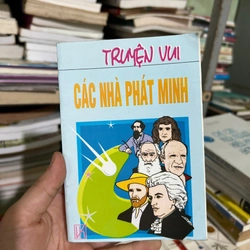 TRUYỆN VUI
CÁC NHÀ PHÁT MINH